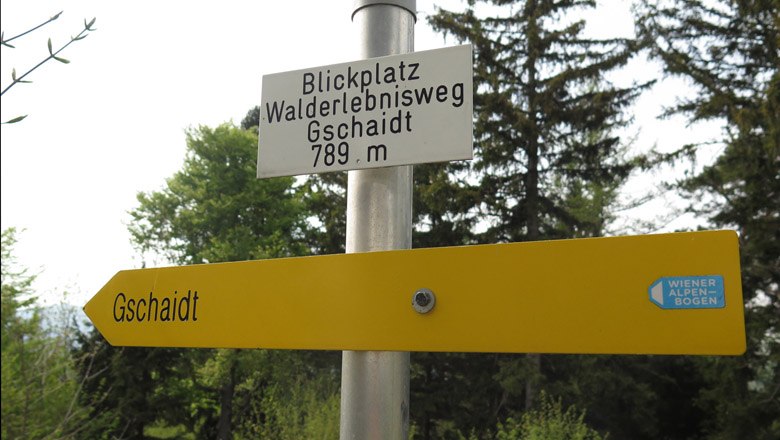 Blickplatz
Walderlebnisweg
Gschaidt
789 m
Gschaidt
WIENER
ALPEN–
BOGEN